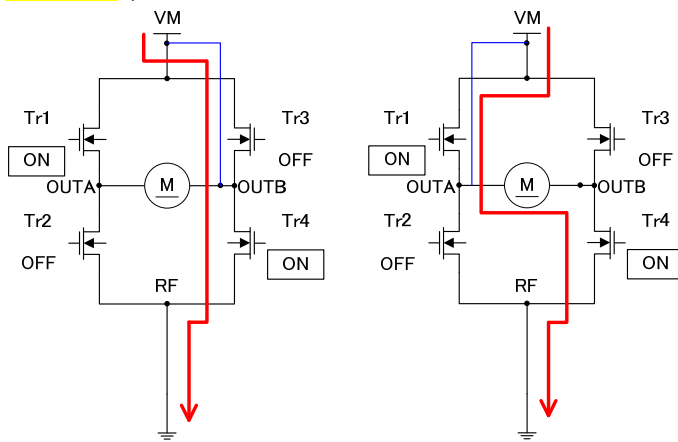 VM
Tr1
Tr3
ON
OFF
OUTA
M
OUTB
Tr2
Tr4
OFF
ON
RF
VM
Tr1
Tr3
ON
OFF
OUTA
M
OUTB
Tr2
Tr4
OFF
ON
RF